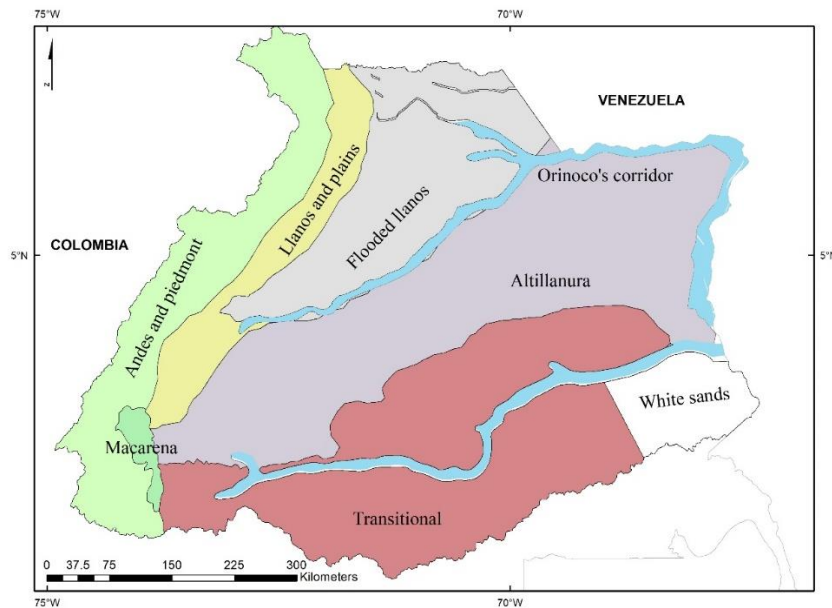 75°W
70°W
VENEZUELA
Orinoco's corridor
Llanos and plains
Flooded llanos
COLOMBIA
5°N
5°N
Andes and piedmont
Altillanura
White sands
Macarena
Transitional
0 37.5 75 150 225 300
Kilometers
75°W
70°W